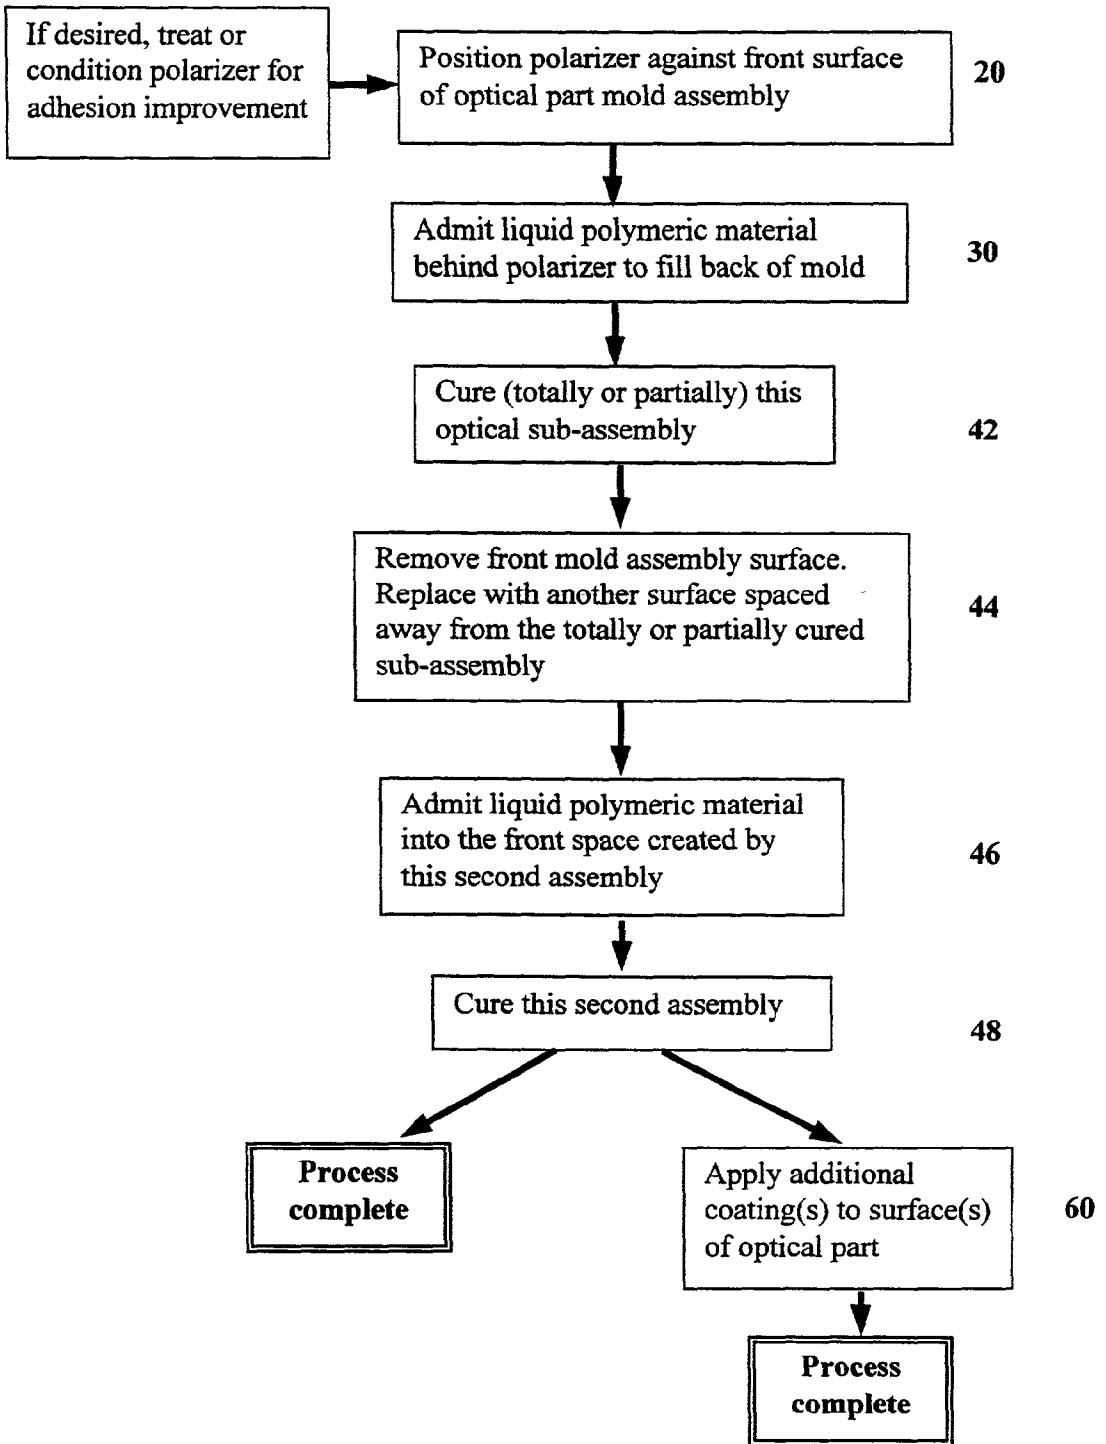 If desired, treat or
condition polarizer for
adhesion improvement
Position polarizer against front surface
of optical part mold assembly
20
Admit liquid polymeric material
behind polarizer to fill back of mold
30
Cure (totally or partially) this
optical sub-assembly
42
Remove front mold assembly surface.
Replace with another surface spaced
away from the totally or partially cured
sub-assembly
44
Admit liquid polymeric material
into the front space created by
this second assembly
46
Cure this second assembly
48
Process
complete
Apply additional
coating(s) to surface(s)
of optical part
60
Process
complete